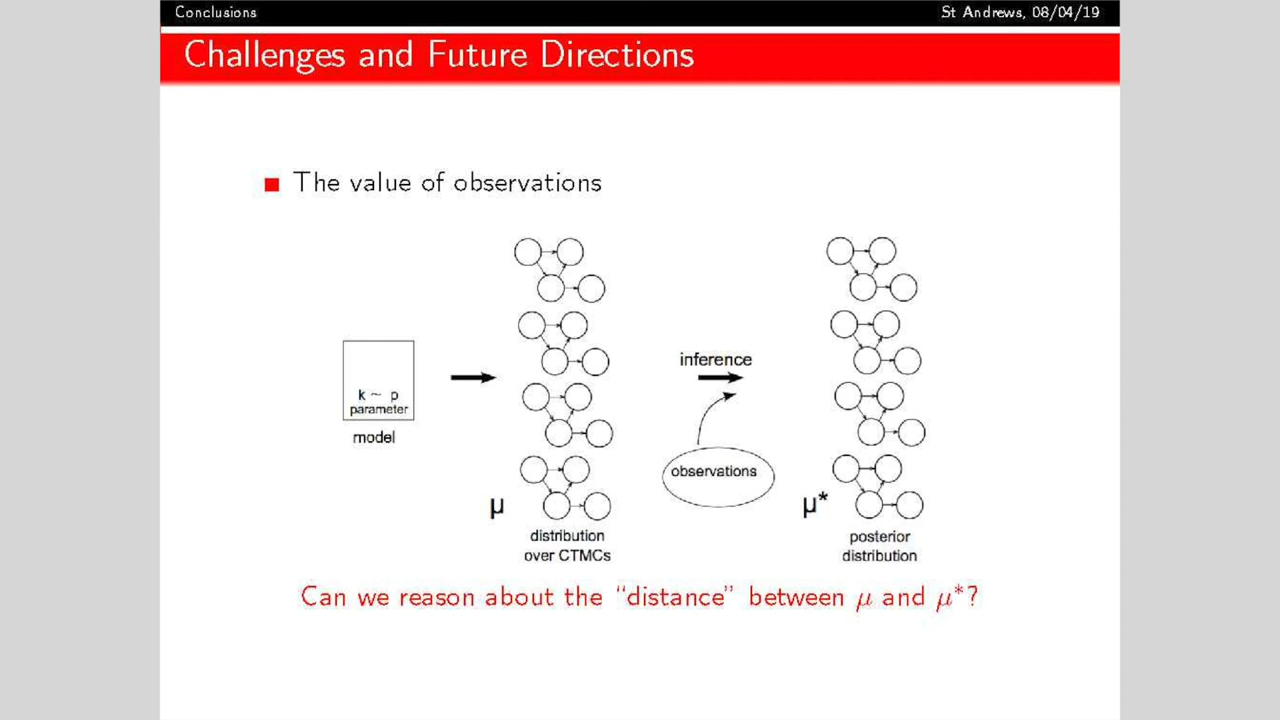 Conclusions
St Andrews, 08/04/19
Challenges and Future Directions
The value of observations
k ~ p
parameter
model
μ
distribution
over CTMCs
inference
observations
μ*
posterior
distribution
Can we reason about the “distance” between μ and μ*?